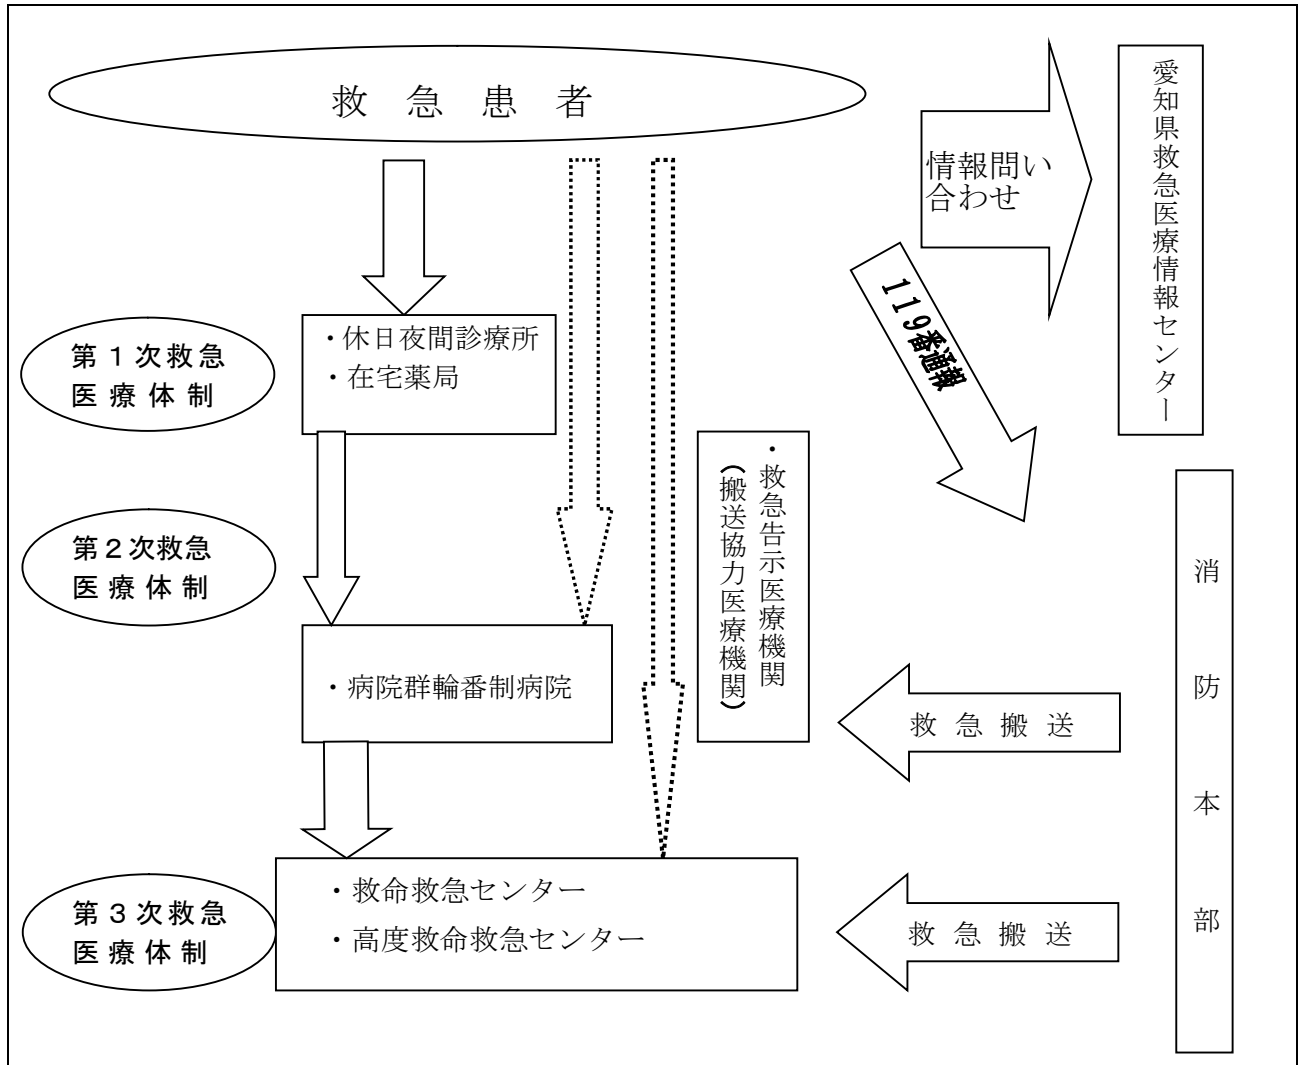 救急患者
情報問い
合わせ
愛知県救急医療情報センター
119番通報
第1次救急
医療体制
・休日夜間診療所
・在宅薬局
・救急告示医療機関
(搬送協力医療機関)
第2次救急
医療体制
・病院群輪番制病院
救急搬送
消防本部
第3次救急
医療体制
・救命救急センター
・高度救命救急センター
救急搬送